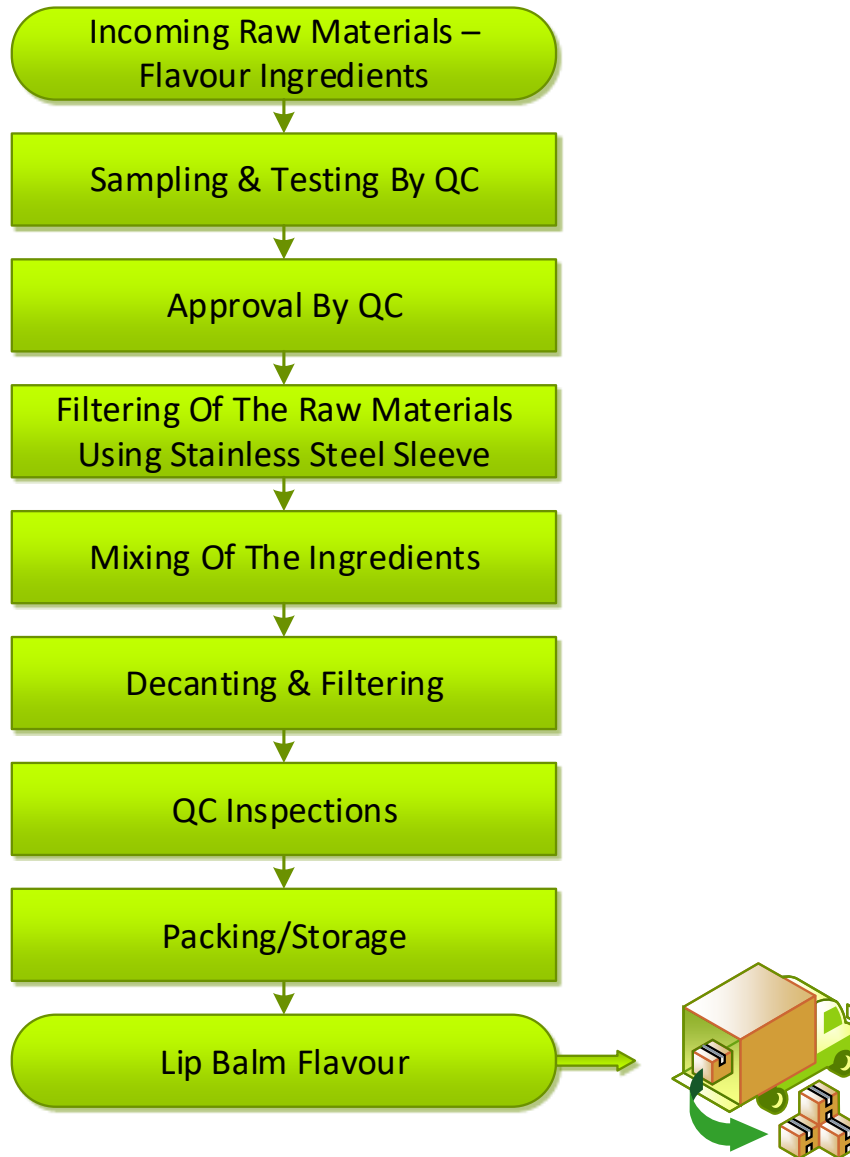 Incoming Raw Materials –
Flavour Ingredients
Sampling & Testing By QC
Approval By QC
Filtering Of The Raw Materials
Using Stainless Steel Sleeve
Mixing Of The Ingredients
Decanting & Filtering
QC Inspections
Packing/Storage
Lip Balm Flavour